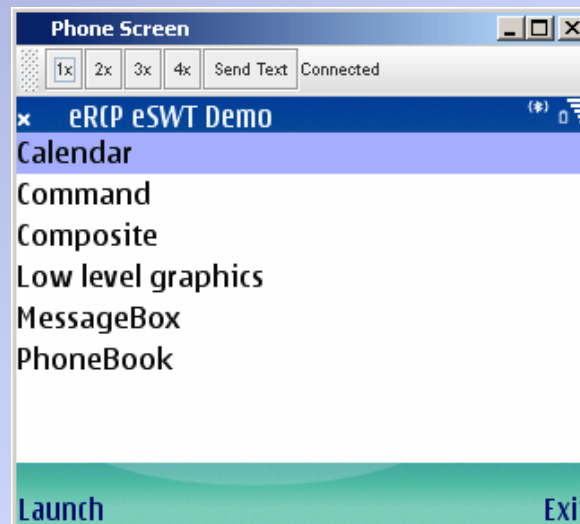 Phone Screen
1x 2x 3x 4x Send Text Connected
eRCP eSWT Demo
Calendar
Command
Composite
Low level graphics
MessageBox
PhoneBook
Launch Exi